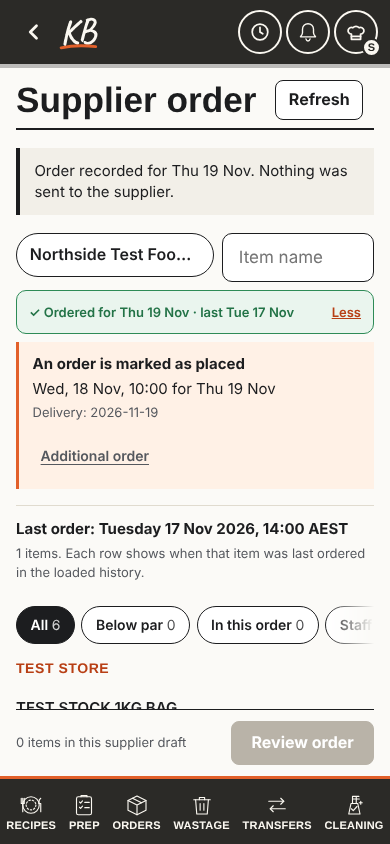 KB
S
Supplier order
Refresh
Order recorded for Thu 19 Nov. Nothing was
sent to the supplier.
Northside Test Foo...
Item name
✓ Ordered for Thu 19 Nov · last Tue 17 Nov
Less
An order is marked as placed
Wed, 18 Nov, 10:00 for Thu 19 Nov
Delivery: 2026-11-19
Additional order
Last order: Tuesday 17 Nov 2026, 14:00 AEST
1 items. Each row shows when that item was last ordered
in the loaded history.
All 6
Below par 0
In this order 0
Staff
TEST STORE
TEST STOCK 1KG BAG
0 items in this supplier draft
Review order
RECIPES
PREP
ORDERS
WASTAGE
TRANSFERS
CLEANING